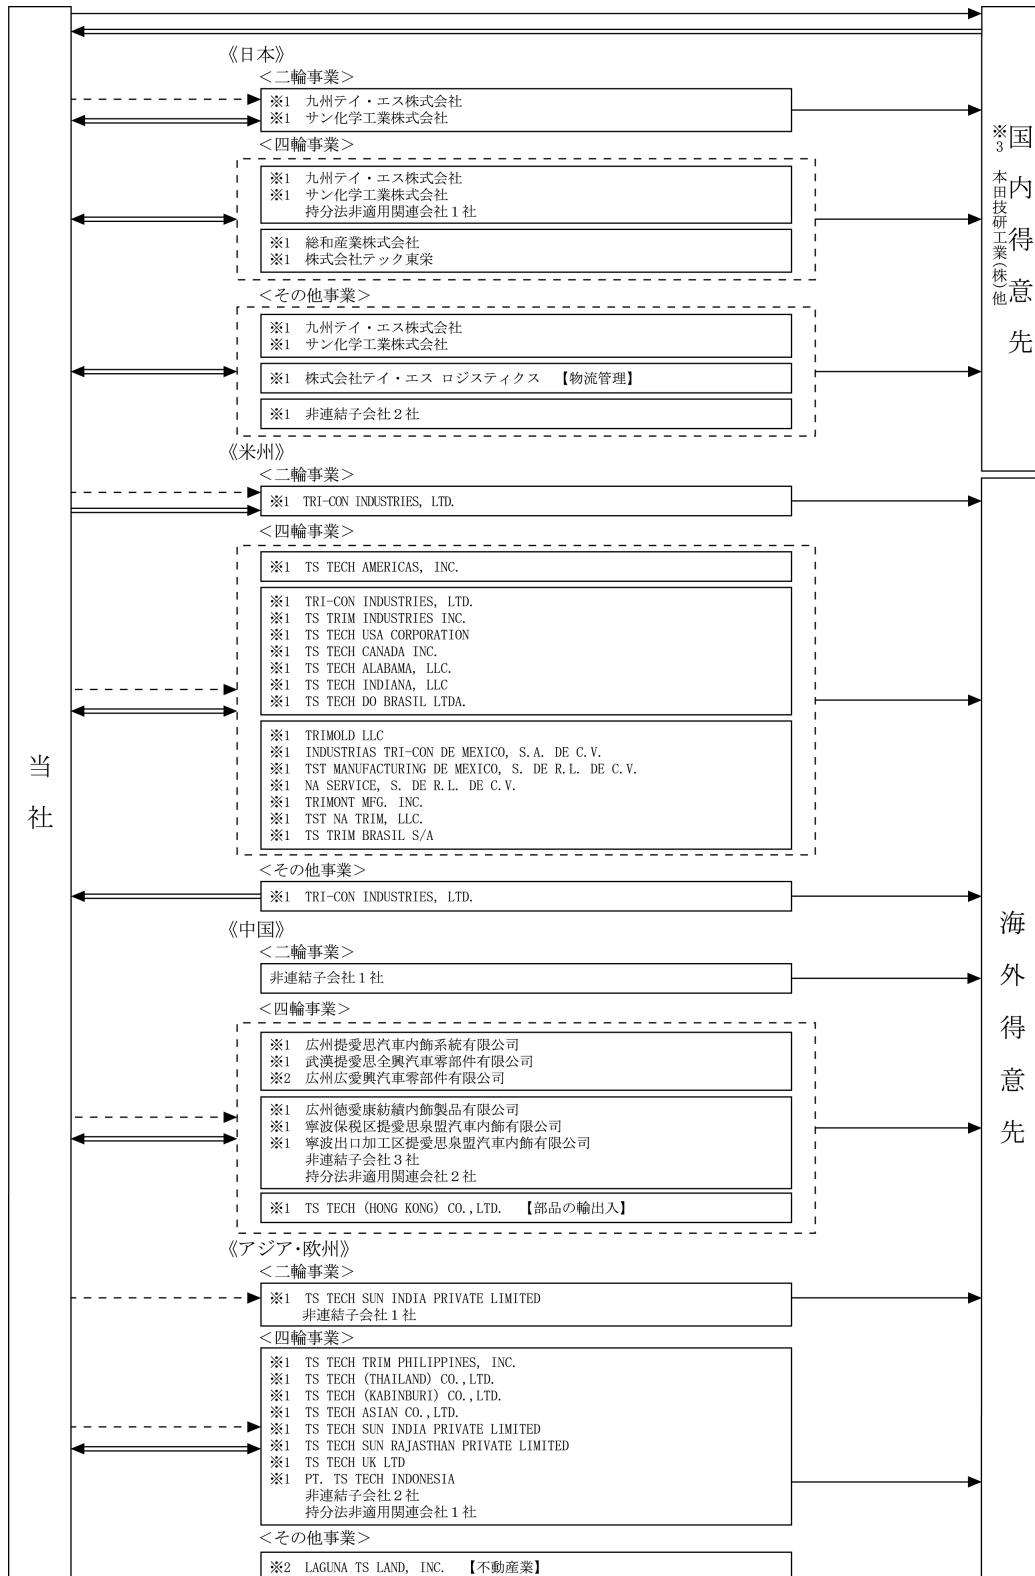 当社
《日本》
＜二輪事業＞
※1 九州テイ・エス株式会社
※1 サン化学工業株式会社
＜四輪事業＞
※1 九州テイ・エス株式会社
※1 サン化学工業株式会社
持分法非適用関連会社１社
※1 総和産業株式会社
※1 株式会社テック東栄
＜その他事業＞
※1 九州テイ・エス株式会社
※1 サン化学工業株式会社
※1 株式会社テイ・エス ロジスティクス 【物流管理】
※1 非連結子会社２社
国内得意先
※3 本田技研工業(株)他
《米州》
＜二輪事業＞
※1 TRI-CON INDUSTRIES, LTD.
＜四輪事業＞
※1 TS TECH AMERICAS, INC.
※1 TRI-CON INDUSTRIES, LTD.
※1 TS TRIM INDUSTRIES INC.
※1 TS TECH USA CORPORATION
※1 TS TECH CANADA INC.
※1 TS TECH ALABAMA, LLC.
※1 TS TECH INDIANA, LLC
※1 TS TECH DO BRASIL LTDA.
※1 TRIMOLD LLC
※1 INDUSTRIAS TRI-CON DE MEXICO, S.A. DE C.V.
※1 TST MANUFACTURING DE MEXICO, S. DE R.L. DE C.V.
※1 NA SERVICE, S. DE R.L. DE C.V.
※1 TRIMONT MFG. INC.
※1 TST NA TRIM, LLC.
※1 TS TRIM BRASIL S/A
＜その他事業＞
※1 TRI-CON INDUSTRIES, LTD.
《中国》
＜二輪事業＞
非連結子会社１社
＜四輪事業＞
※1 広州提愛思汽車内飾系統有限公司
※1 武漢提愛思全興汽車零部件有限公司
※2 広州広愛興汽車零部件有限公司
※1 広州徳愛康紡績内飾製品有限公司
※1 寧波保税区提愛思泉盟汽車内飾有限公司
※1 寧波出口加工区提愛思泉盟汽車内飾有限公司
非連結子会社３社
持分法非適用関連会社２社
※1 TS TECH (HONG KONG) CO.,LTD. 【部品の輸出入】
《アジア・欧州》
＜二輪事業＞
※1 TS TECH SUN INDIA PRIVATE LIMITED
非連結子会社１社
＜四輪事業＞
※1 TS TECH TRIM PHILIPPINES, INC.
※1 TS TECH (THAILAND) CO.,LTD.
※1 TS TECH (KABINBURI) CO.,LTD.
※1 TS TECH ASIAN CO.,LTD.
※1 TS TECH SUN INDIA PRIVATE LIMITED
※1 TS TECH SUN RAJASTHAN PRIVATE LIMITED
※1 TS TECH UK LTD
※1 PT. TS TECH INDONESIA
非連結子会社２社
持分法非適用関連会社１社
＜その他事業＞
※2 LAGUNA TS LAND, INC. 【不動産業】
海外得意先